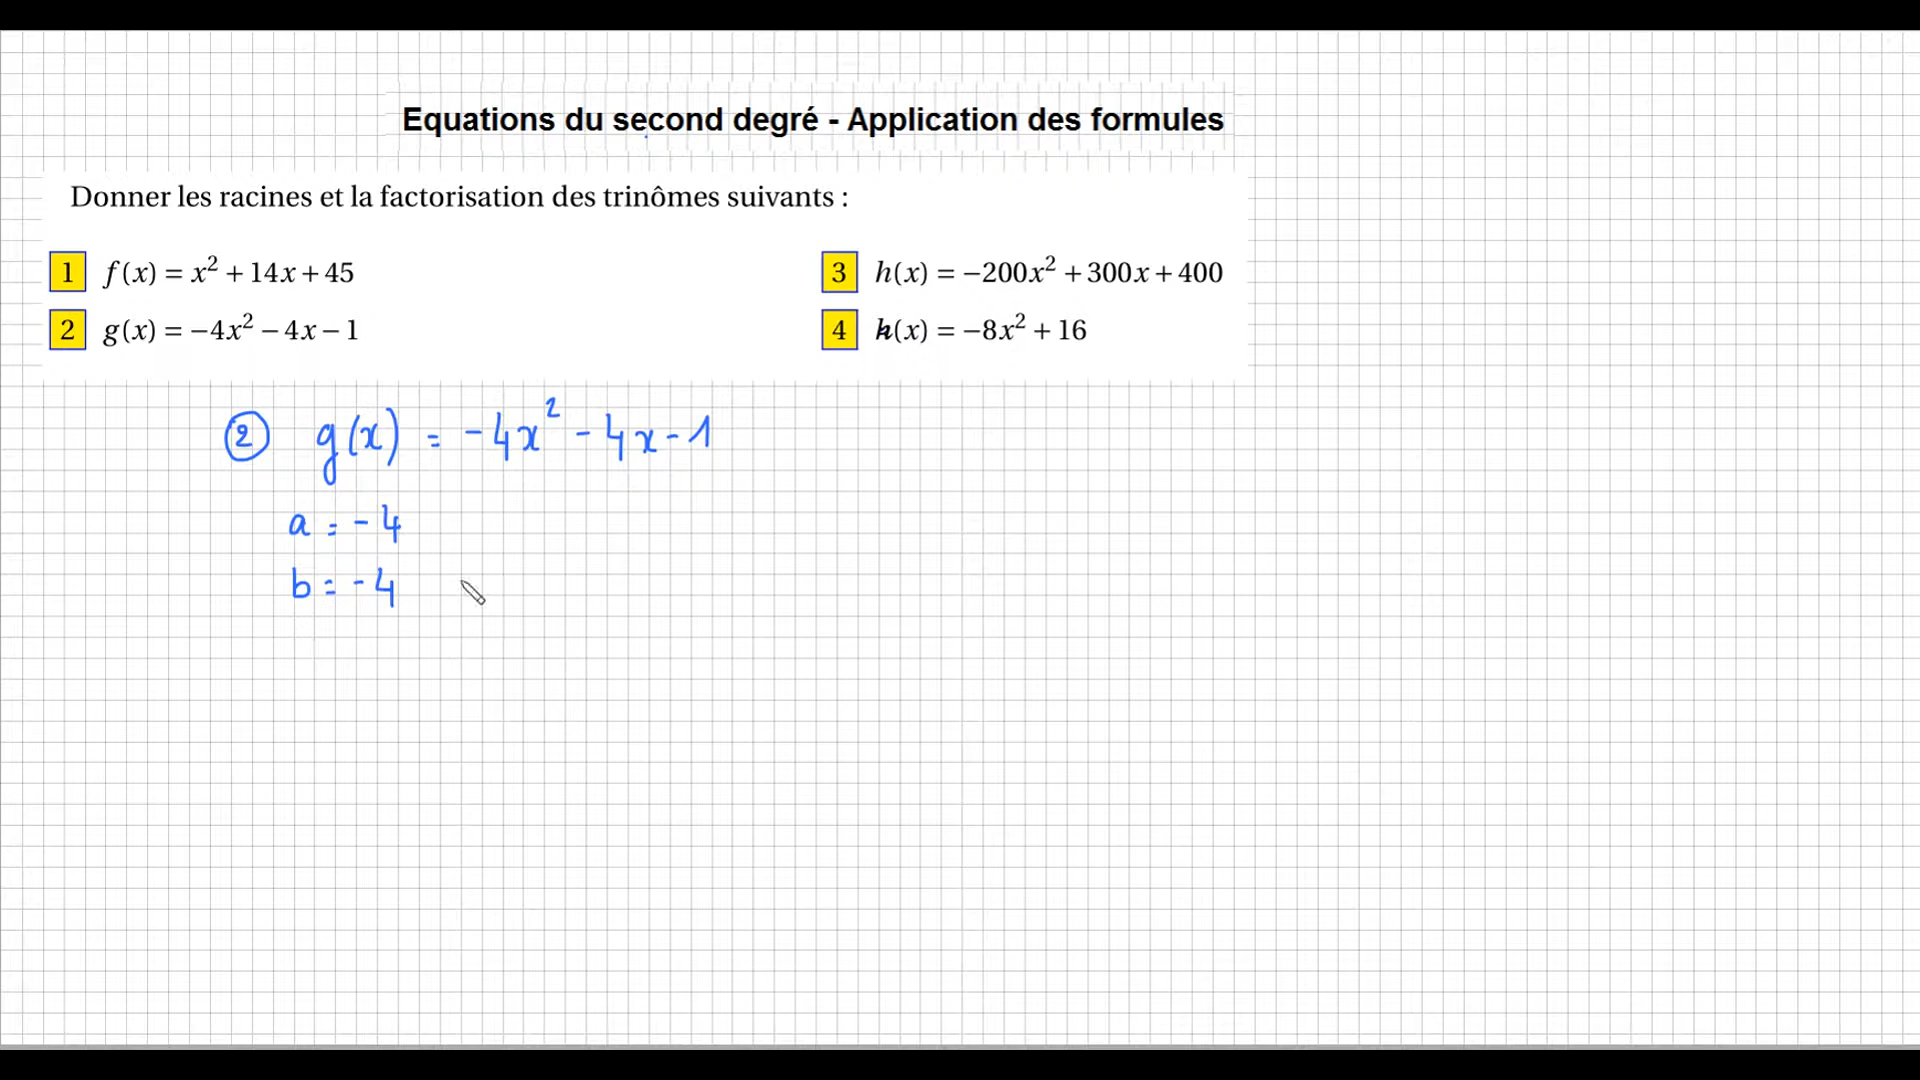 Equations du second degré - Application des formules
Donner les racines et la factorisation des trinômes suivants :
1 f(x) = x² + 14x + 45
2 g(x) = −4x² − 4x − 1
3 h(x) = −200x² + 300x + 400
4 k(x) = −8x² + 16
② g(x) = -4x² - 4x - 1
a = -4
b = -4